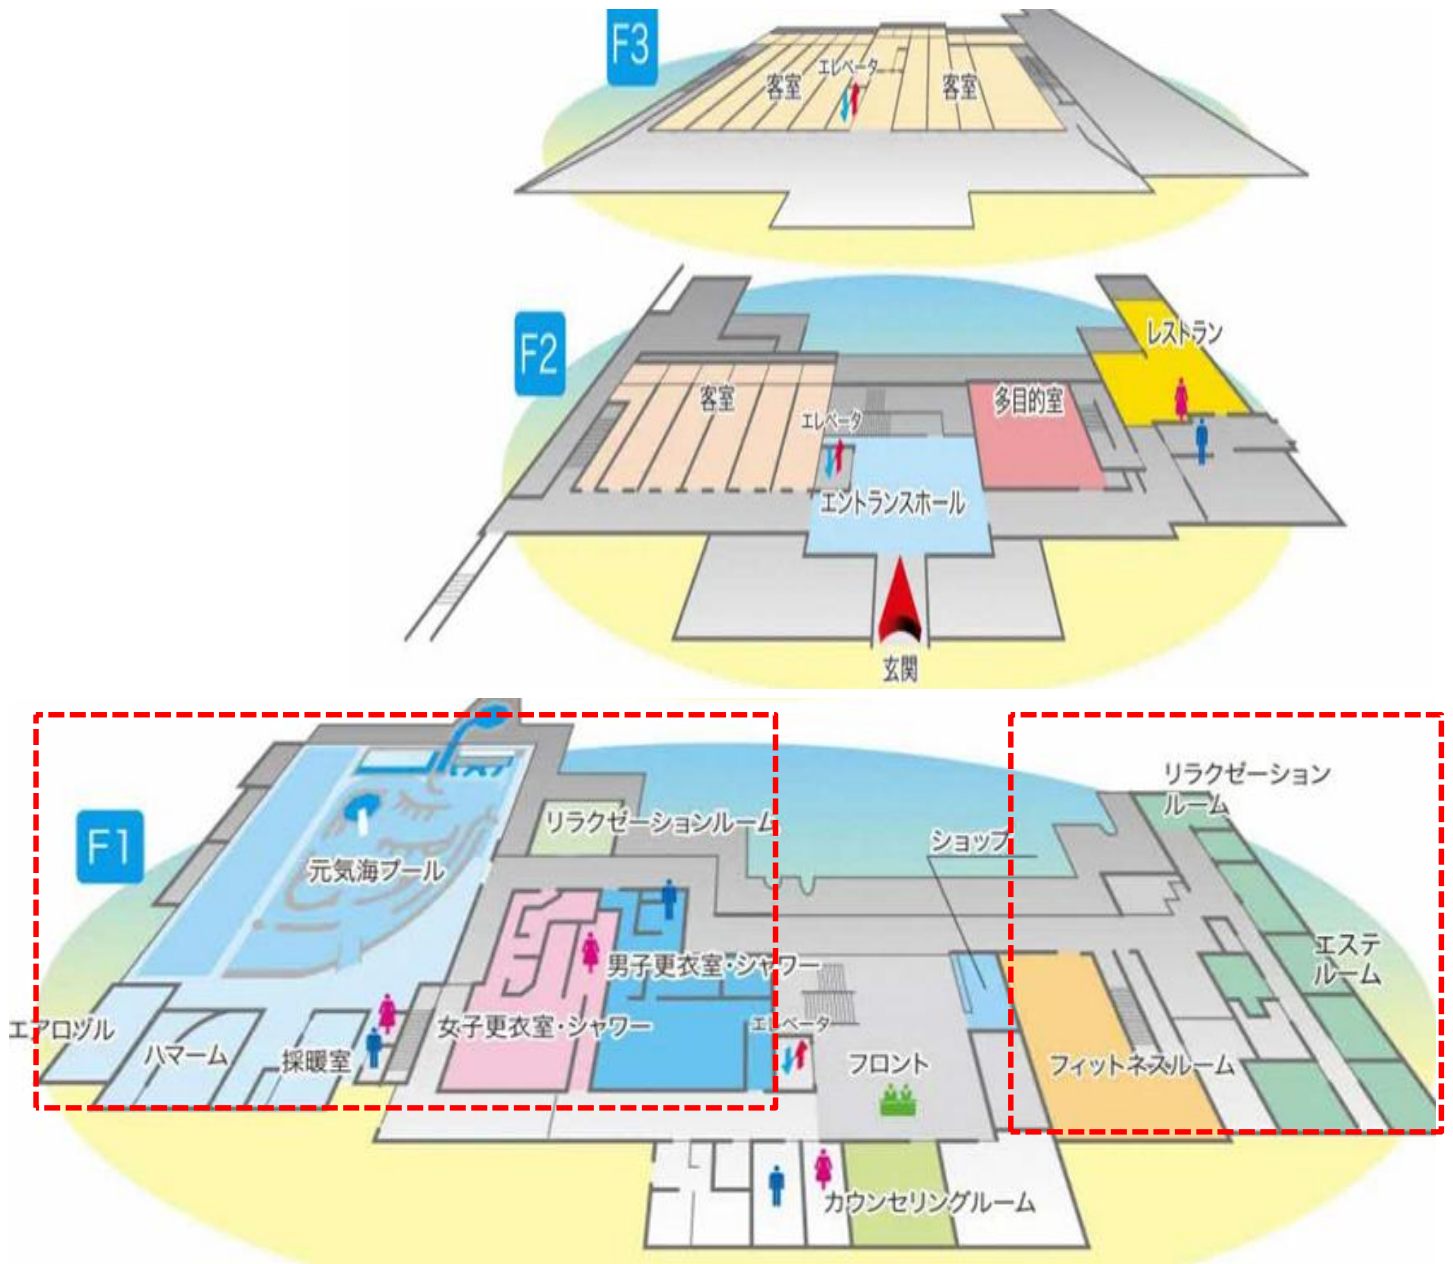 F3
客室
エレベータ
客室
F2
レストラン
客室
多目的室
エレベータ
エントランスホール
玄関
リラクゼーション
ルーム
F1
リラクゼーションルーム
ショップ
元気海プール
エステ
ルーム
男子更衣室・シャワー
エアロゾル
女子更衣室・シャワー
エレベータ
ハマーム
採暖室
フロント
フィットネスルーム
カウンセリングルーム